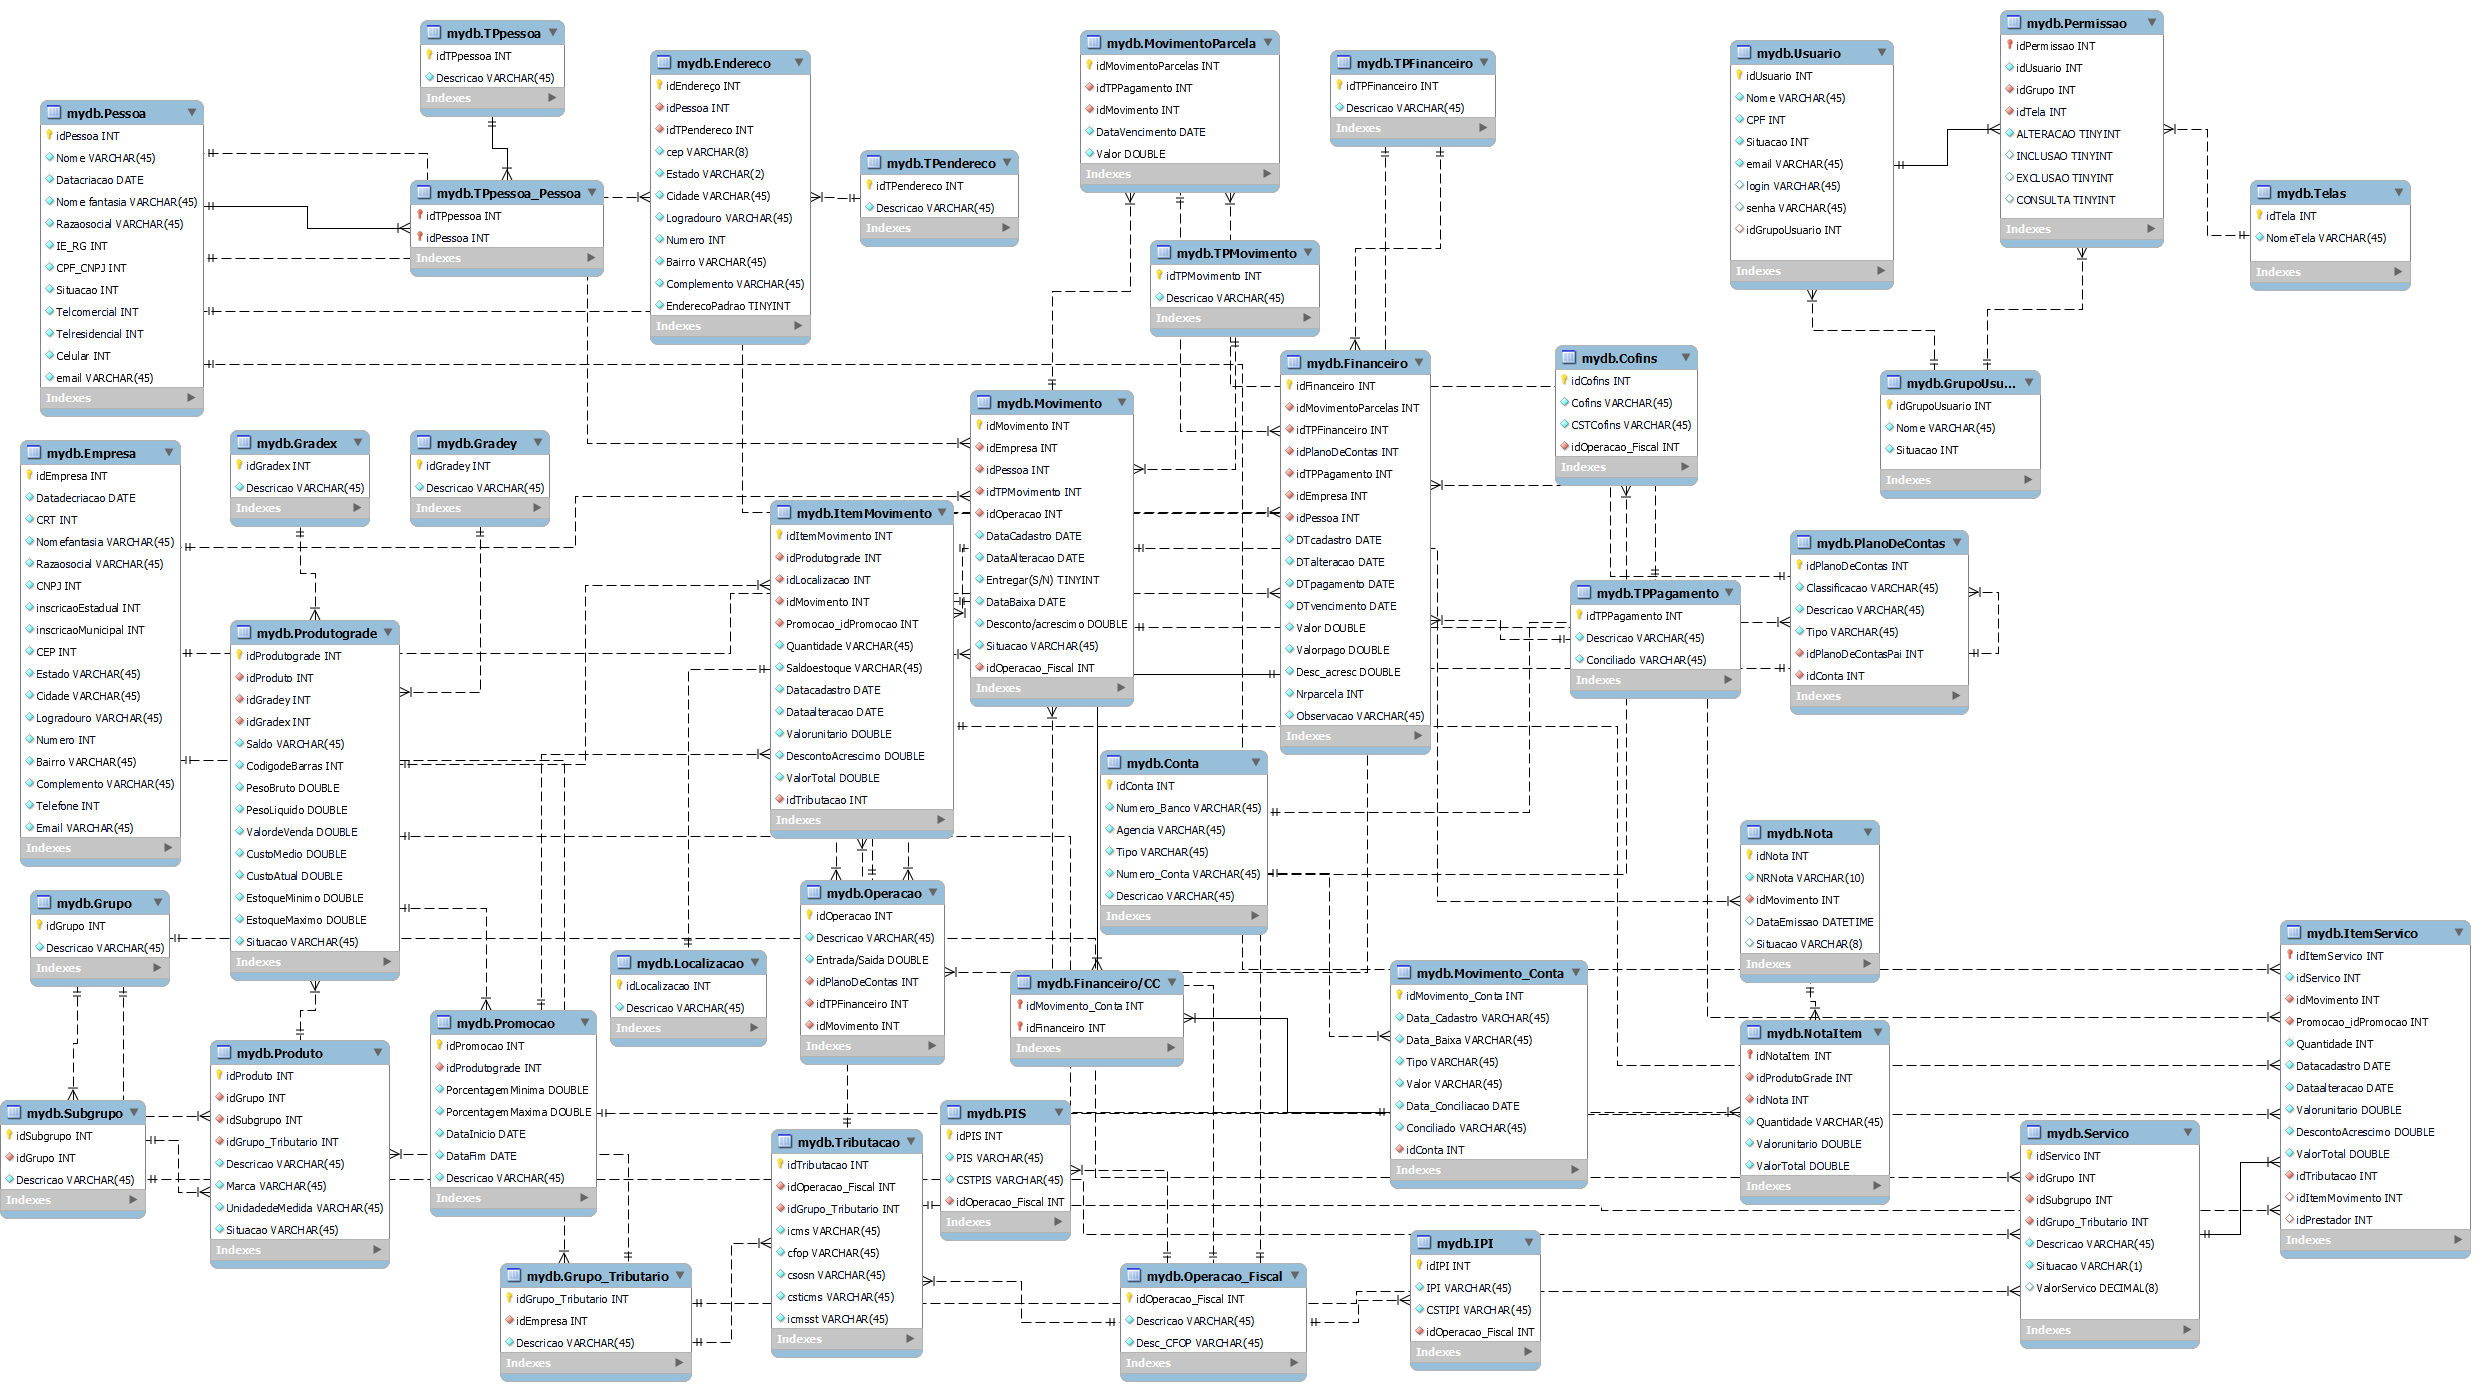 mydb.TPpessoa
idTPpessoa INT
Descricao VARCHAR(45)
Indexes
mydb.Endereco
idEndereço INT
idPessoa INT
idTPendereco INT
cep VARCHAR(8)
Estado VARCHAR(2)
Cidade VARCHAR(45)
Logradouro VARCHAR(45)
Numero INT
Bairro VARCHAR(45)
Complemento VARCHAR(45)
EnderecoPadrao TINYINT
Indexes
mydb.MovimentoParcela
idMovimentoParcelas INT
idTPPagamento INT
idMovimento INT
DataVencimento DATE
Valor DOUBLE
Indexes
mydb.TPFinanceiro
idTPFinanceiro INT
Descricao VARCHAR(45)
Indexes
mydb.Usuario
idUsuario INT
Nome VARCHAR(45)
CPF INT
Situacao INT
email VARCHAR(45)
login VARCHAR(45)
senha VARCHAR(45)
idGrupoUsuario INT
Indexes
mydb.Permissao
idPermissao INT
idUsuario INT
idGrupo INT
idTela INT
ALTERACAO TINYINT
INCLUSAO TINYINT
EXCLUSAO TINYINT
CONSULTA TINYINT
Indexes
mydb.Telas
idTela INT
NomeTela VARCHAR(45)
Indexes
mydb.Pessoa
idPessoa INT
Nome VARCHAR(45)
Datacriacao DATE
Nome fantasia VARCHAR(45)
Razaosocial VARCHAR(45)
IE_RG INT
CPF_CNPJ INT
Situacao INT
Telcomercial INT
Telresidencial INT
Celular INT
email VARCHAR(45)
Indexes
mydb.TPpessoa_Pessoa
idTPpessoa INT
idPessoa INT
Indexes
mydb.TPendereco
idTPendereco INT
Descricao VARCHAR(45)
Indexes
mydb.TPMovimento
idTPMovimento INT
Descricao VARCHAR(45)
Indexes
mydb.Financeiro
idFinanceiro INT
idMovimentoParcelas INT
idTPFinanceiro INT
idPlanoDeContas INT
idTPPagamento INT
idEmpresa INT
idPessoa INT
DTcadastro DATE
DTalteracao DATE
DTpagamento DATE
DTvencimento DATE
Valor DOUBLE
Valorpago DOUBLE
Desc_acresc DOUBLE
Nrparcela INT
Observacao VARCHAR(45)
Indexes
mydb.Cofins
idCofins INT
Cofins VARCHAR(45)
CSTCofins VARCHAR(45)
idOperacao_Fiscal INT
Indexes
mydb.GrupoUsu...
idGrupoUsuario INT
Nome VARCHAR(45)
Situacao INT
Indexes
mydb.Empresa
idEmpresa INT
Datadecriacao DATE
CRT INT
Nomefantasia VARCHAR(45)
Razaosocial VARCHAR(45)
CNPJ INT
inscricaoEstadual INT
inscricaoMunicipal INT
CEP INT
Estado VARCHAR(45)
Cidade VARCHAR(45)
Logradouro VARCHAR(45)
Numero INT
Bairro VARCHAR(45)
Complemento VARCHAR(45)
Telefone INT
Email VARCHAR(45)
Indexes
mydb.Gradex
idGradex INT
Descricao VARCHAR(45)
Indexes
mydb.Gradey
idGradey INT
Descricao VARCHAR(45)
Indexes
mydb.Movimento
idMovimento INT
idEmpresa INT
idPessoa INT
idTPMovimento INT
idOperacao INT
DataCadastro DATE
DataAlteracao DATE
Entregar(S/N) TINYINT
DataBaixa DATE
Desconto/acrescimo DOUBLE
Situacao VARCHAR(45)
idOperacao_Fiscal INT
Indexes
mydb.ItemMovimento
idItemMovimento INT
idProdutograde INT
idLocalizacao INT
idMovimento INT
Promocao_idPromocao INT
Quantidade VARCHAR(45)
Saldoestoque VARCHAR(45)
Datacadastro DATE
Dataalteracao DATE
Valorunitario DOUBLE
DescontoAcrescimo DOUBLE
ValorTotal DOUBLE
idTributacao INT
Indexes
mydb.TPPagamento
idTPPagamento INT
Descricao VARCHAR(45)
Conciliado VARCHAR(45)
Indexes
mydb.PlanoDeContas
idPlanoDeContas INT
Classificacao VARCHAR(45)
Descricao VARCHAR(45)
Tipo VARCHAR(45)
idPlanoDeContasPai INT
idConta INT
Indexes
mydb.Produtograde
idProdutograde INT
idProduto INT
idGradey INT
idGradex INT
Saldo VARCHAR(45)
CodigodeBarras INT
PesoBruto DOUBLE
PesoLiquido DOUBLE
ValordeVenda DOUBLE
CustoMedio DOUBLE
CustoAtual DOUBLE
EstoqueMinimo DOUBLE
EstoqueMaximo DOUBLE
Situacao VARCHAR(45)
Indexes
mydb.Conta
idConta INT
Numero_Banco VARCHAR(45)
Agencia VARCHAR(45)
Tipo VARCHAR(45)
Numero_Conta VARCHAR(45)
Descricao VARCHAR(45)
Indexes
mydb.Nota
idNota INT
NRNota VARCHAR(10)
idMovimento INT
DataEmissao DATETIME
Situacao VARCHAR(8)
Indexes
mydb.Grupo
idGrupo INT
Descricao VARCHAR(45)
Indexes
mydb.Operacao
idOperacao INT
Descricao VARCHAR(45)
Entrada/Saida DOUBLE
idPlanoDeContas INT
idTPFinanceiro INT
idMovimento INT
Indexes
mydb.Localizacao
idLocalizacao INT
Descricao VARCHAR(45)
Indexes
mydb.Financeiro/CC
idMovimento_Conta INT
idFinanceiro INT
Indexes
mydb.Movimento_Conta
idMovimento_Conta INT
Data_Cadastro VARCHAR(45)
Data_Baixa VARCHAR(45)
Tipo VARCHAR(45)
Valor VARCHAR(45)
Data_Conciliacao DATE
Conciliado VARCHAR(45)
idConta INT
Indexes
mydb.ItemServico
idItemServico INT
idServico INT
idMovimento INT
Promocao_idPromocao INT
Quantidade INT
Datacadastro DATE
Dataalteracao DATE
Valorunitario DOUBLE
DescontoAcrescimo DOUBLE
ValorTotal DOUBLE
idTributacao INT
idItemMovimento INT
idPrestador INT
Indexes
mydb.Promocao
idPromocao INT
idProdutograde INT
PorcentagemMinima DOUBLE
PorcentagemMaxima DOUBLE
DataInicio DATE
DataFim DATE
Descricao VARCHAR(45)
Indexes
mydb.NotaItem
idNotaItem INT
idProdutoGrade INT
idNota INT
Quantidade VARCHAR(45)
Valorunitario DOUBLE
ValorTotal DOUBLE
Indexes
mydb.Produto
idProduto INT
idGrupo INT
idSubgrupo INT
idGrupo_Tributario INT
Descricao VARCHAR(45)
Marca VARCHAR(45)
UnidadedeMedida VARCHAR(45)
Situacao VARCHAR(45)
Indexes
mydb.Subgrupo
idSubgrupo INT
idGrupo INT
Descricao VARCHAR(45)
Indexes
mydb.PIS
idPIS INT
PIS VARCHAR(45)
CSTPIS VARCHAR(45)
idOperacao_Fiscal INT
Indexes
mydb.Tributacao
idTributacao INT
idOperacao_Fiscal INT
idGrupo_Tributario INT
icms VARCHAR(45)
cfop VARCHAR(45)
csosn VARCHAR(45)
csticms VARCHAR(45)
icmsst VARCHAR(45)
Indexes
mydb.Servico
idServico INT
idGrupo INT
idSubgrupo INT
idGrupo_Tributario INT
Descricao VARCHAR(45)
Situacao VARCHAR(1)
ValorServico DECIMAL(8)
Indexes
mydb.IPI
idIPI INT
IPI VARCHAR(45)
CSTIPI VARCHAR(45)
idOperacao_Fiscal INT
Indexes
mydb.Grupo_Tributario
idGrupo_Tributario INT
idEmpresa INT
Descricao VARCHAR(45)
Indexes
mydb.Operacao_Fiscal
idOperacao_Fiscal INT
Descricao VARCHAR(45)
Desc_CFOP VARCHAR(45)
Indexes